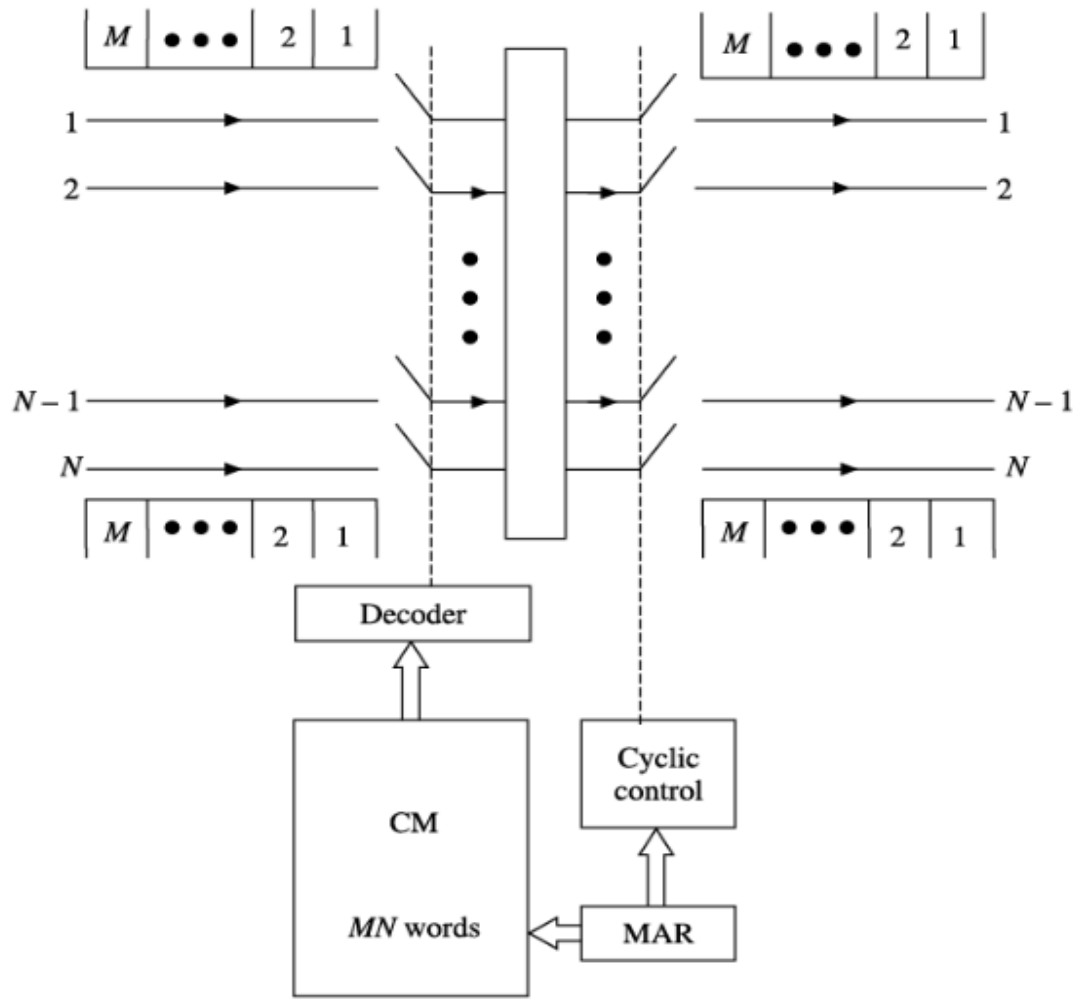 M ••• 2 1
M ••• 2 1
1
1
2
2
N – 1
N – 1
N
N
M ••• 2 1
M ••• 2 1
Decoder
Cyclic
control
CM
MN words
MAR